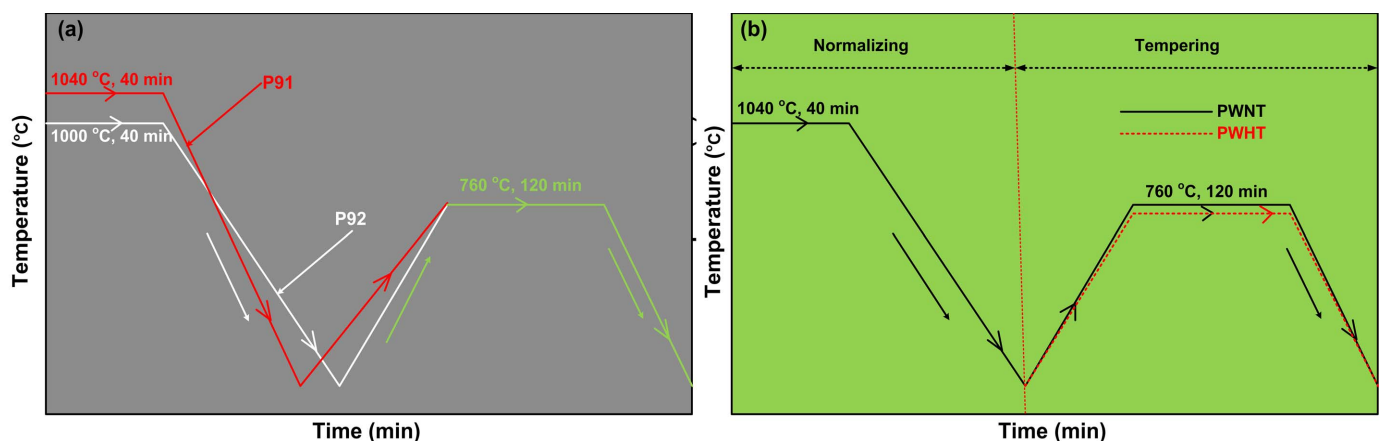 (a)
1040 °C, 40 min
P91
1000 °C, 40 min
760 °C, 120 min
P92
Temperature (°C)
Time (min)
(b)
Normalizing
Tempering
1040 °C, 40 min
PWNT
PWHT
760 °C, 120 min
Temperature (°C)
Time (min)